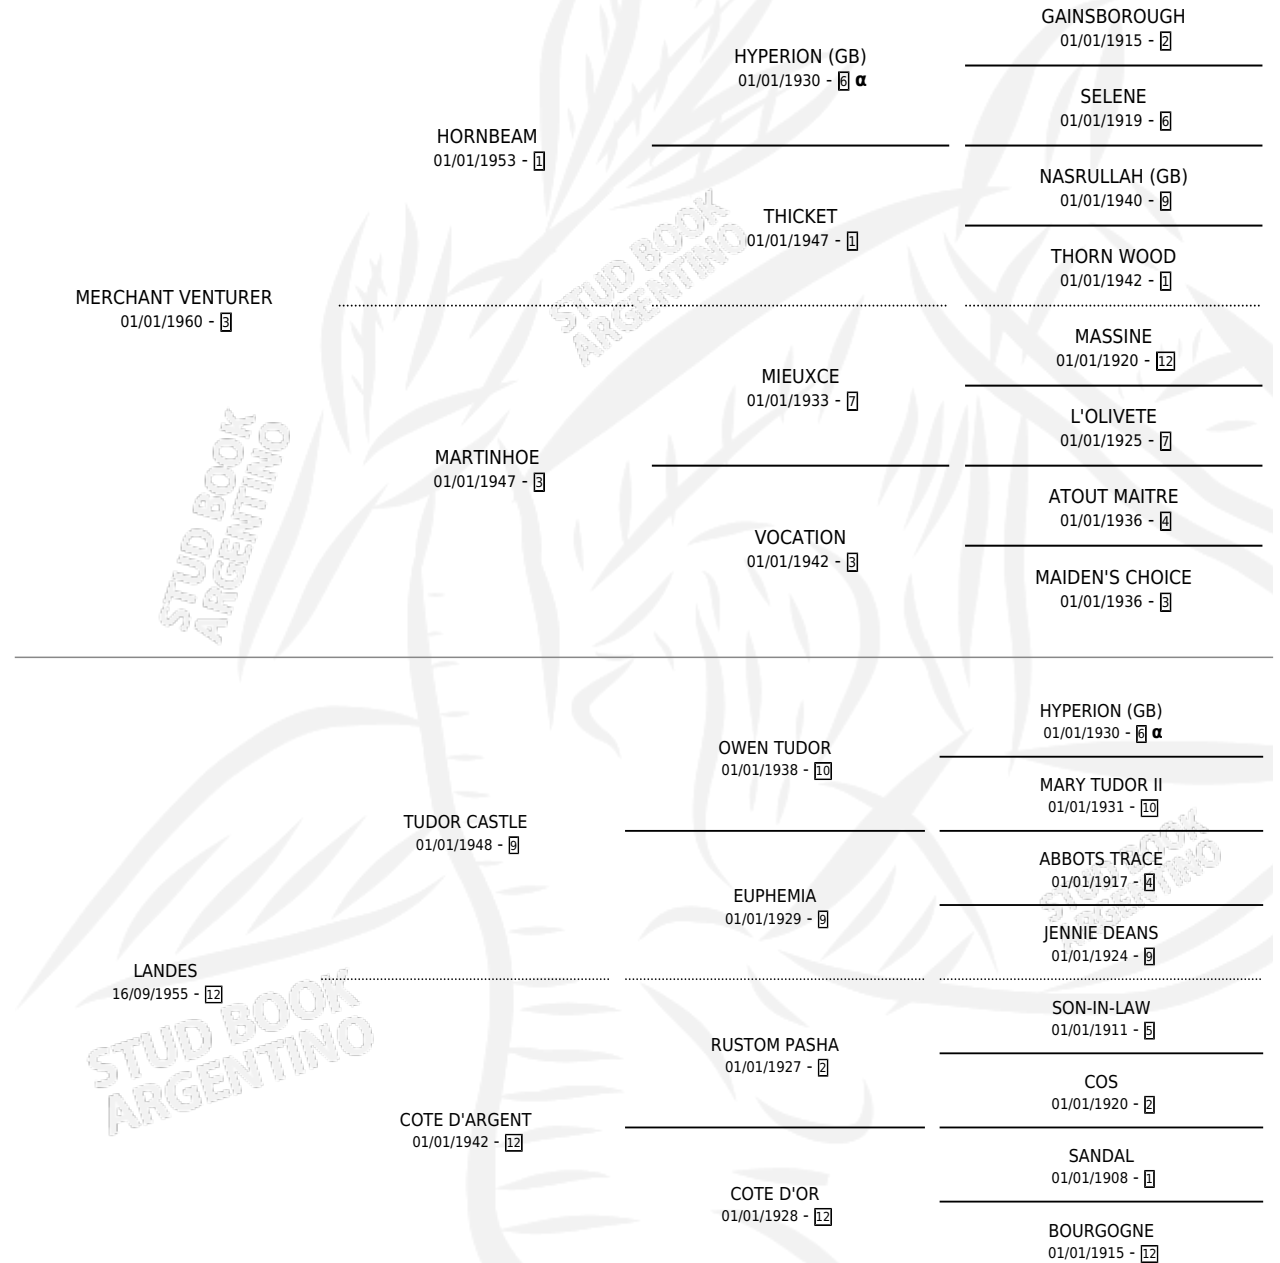 GAINSBOROUGH
01/01/1915 - 2
HYPERION (GB)
01/01/1930 - 6 α
SELENE
01/01/1919 - 6
HORNBEAM
01/01/1953 - 1
NASRULLAH (GB)
01/01/1940 - 9
THICKET
01/01/1947 - 1
THORN WOOD
01/01/1942 - 1
MERCHANT VENTURER
01/01/1960 - 3
MASSINE
01/01/1920 - 12
MIEUXCE
01/01/1933 - 7
L'OLIVETE
01/01/1925 - 7
MARTINHOE
01/01/1947 - 3
ATOUT MAITRE
01/01/1936 - 4
VOCATION
01/01/1942 - 3
MAIDEN'S CHOICE
01/01/1936 - 3
HYPERION (GB)
01/01/1930 - 6 α
OWEN TUDOR
01/01/1938 - 10
MARY TUDOR II
01/01/1931 - 10
TUDOR CASTLE
01/01/1948 - 9
ABBOTS TRACE
01/01/1917 - 4
EUPHEMIA
01/01/1929 - 9
JENNIE DEANS
01/01/1924 - 9
LANDES
16/09/1955 - 12
SON-IN-LAW
01/01/1911 - 5
RUSTOM PASHA
01/01/1927 - 2
COS
01/01/1920 - 2
COTE D'ARGENT
01/01/1942 - 12
SANDAL
01/01/1908 - 1
COTE D'OR
01/01/1928 - 12
BOURGOGNE
01/01/1915 - 12
STUD BOOK
ARGENTINO
STUD BOOK
ARGENTINO
STUD BOOK
ARGENTINO
STUD BOOK
ARGENTINO